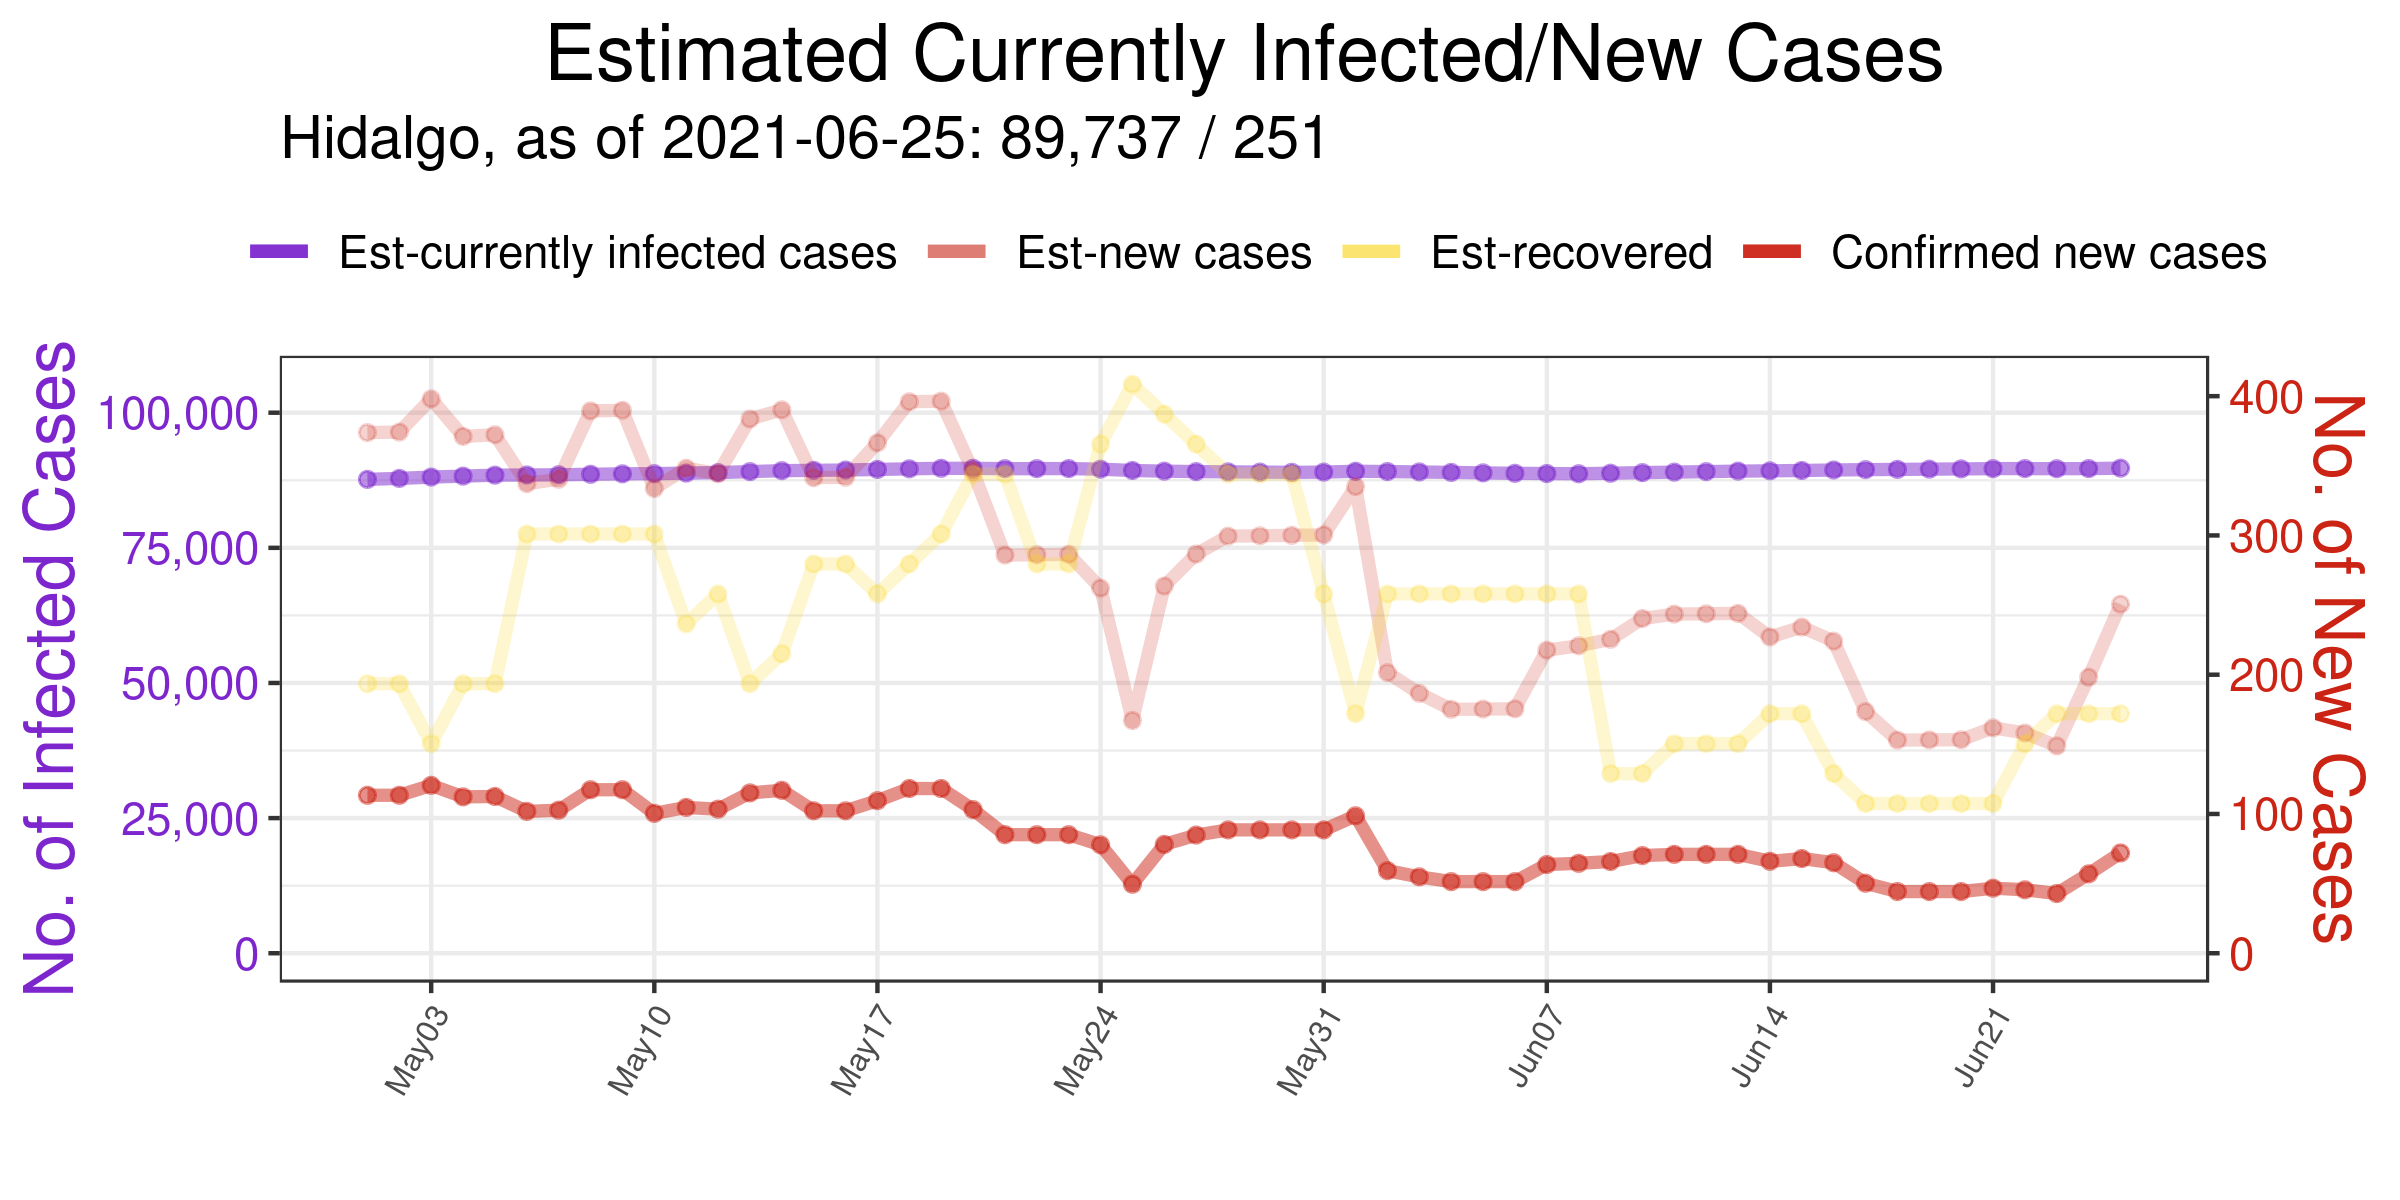 Estimated Currently Infected/New Cases
Hidalgo, as of 2021-06-25: 89,737 / 251
Est-currently infected cases Est-new cases Est-recovered Confirmed new cases
No. of Infected Cases
100,000
75,000
50,000
25,000
0
400
300
200
100
0
No. of New Cases
May03 May10 May17 May24 May31 Jun07 Jun14 Jun21